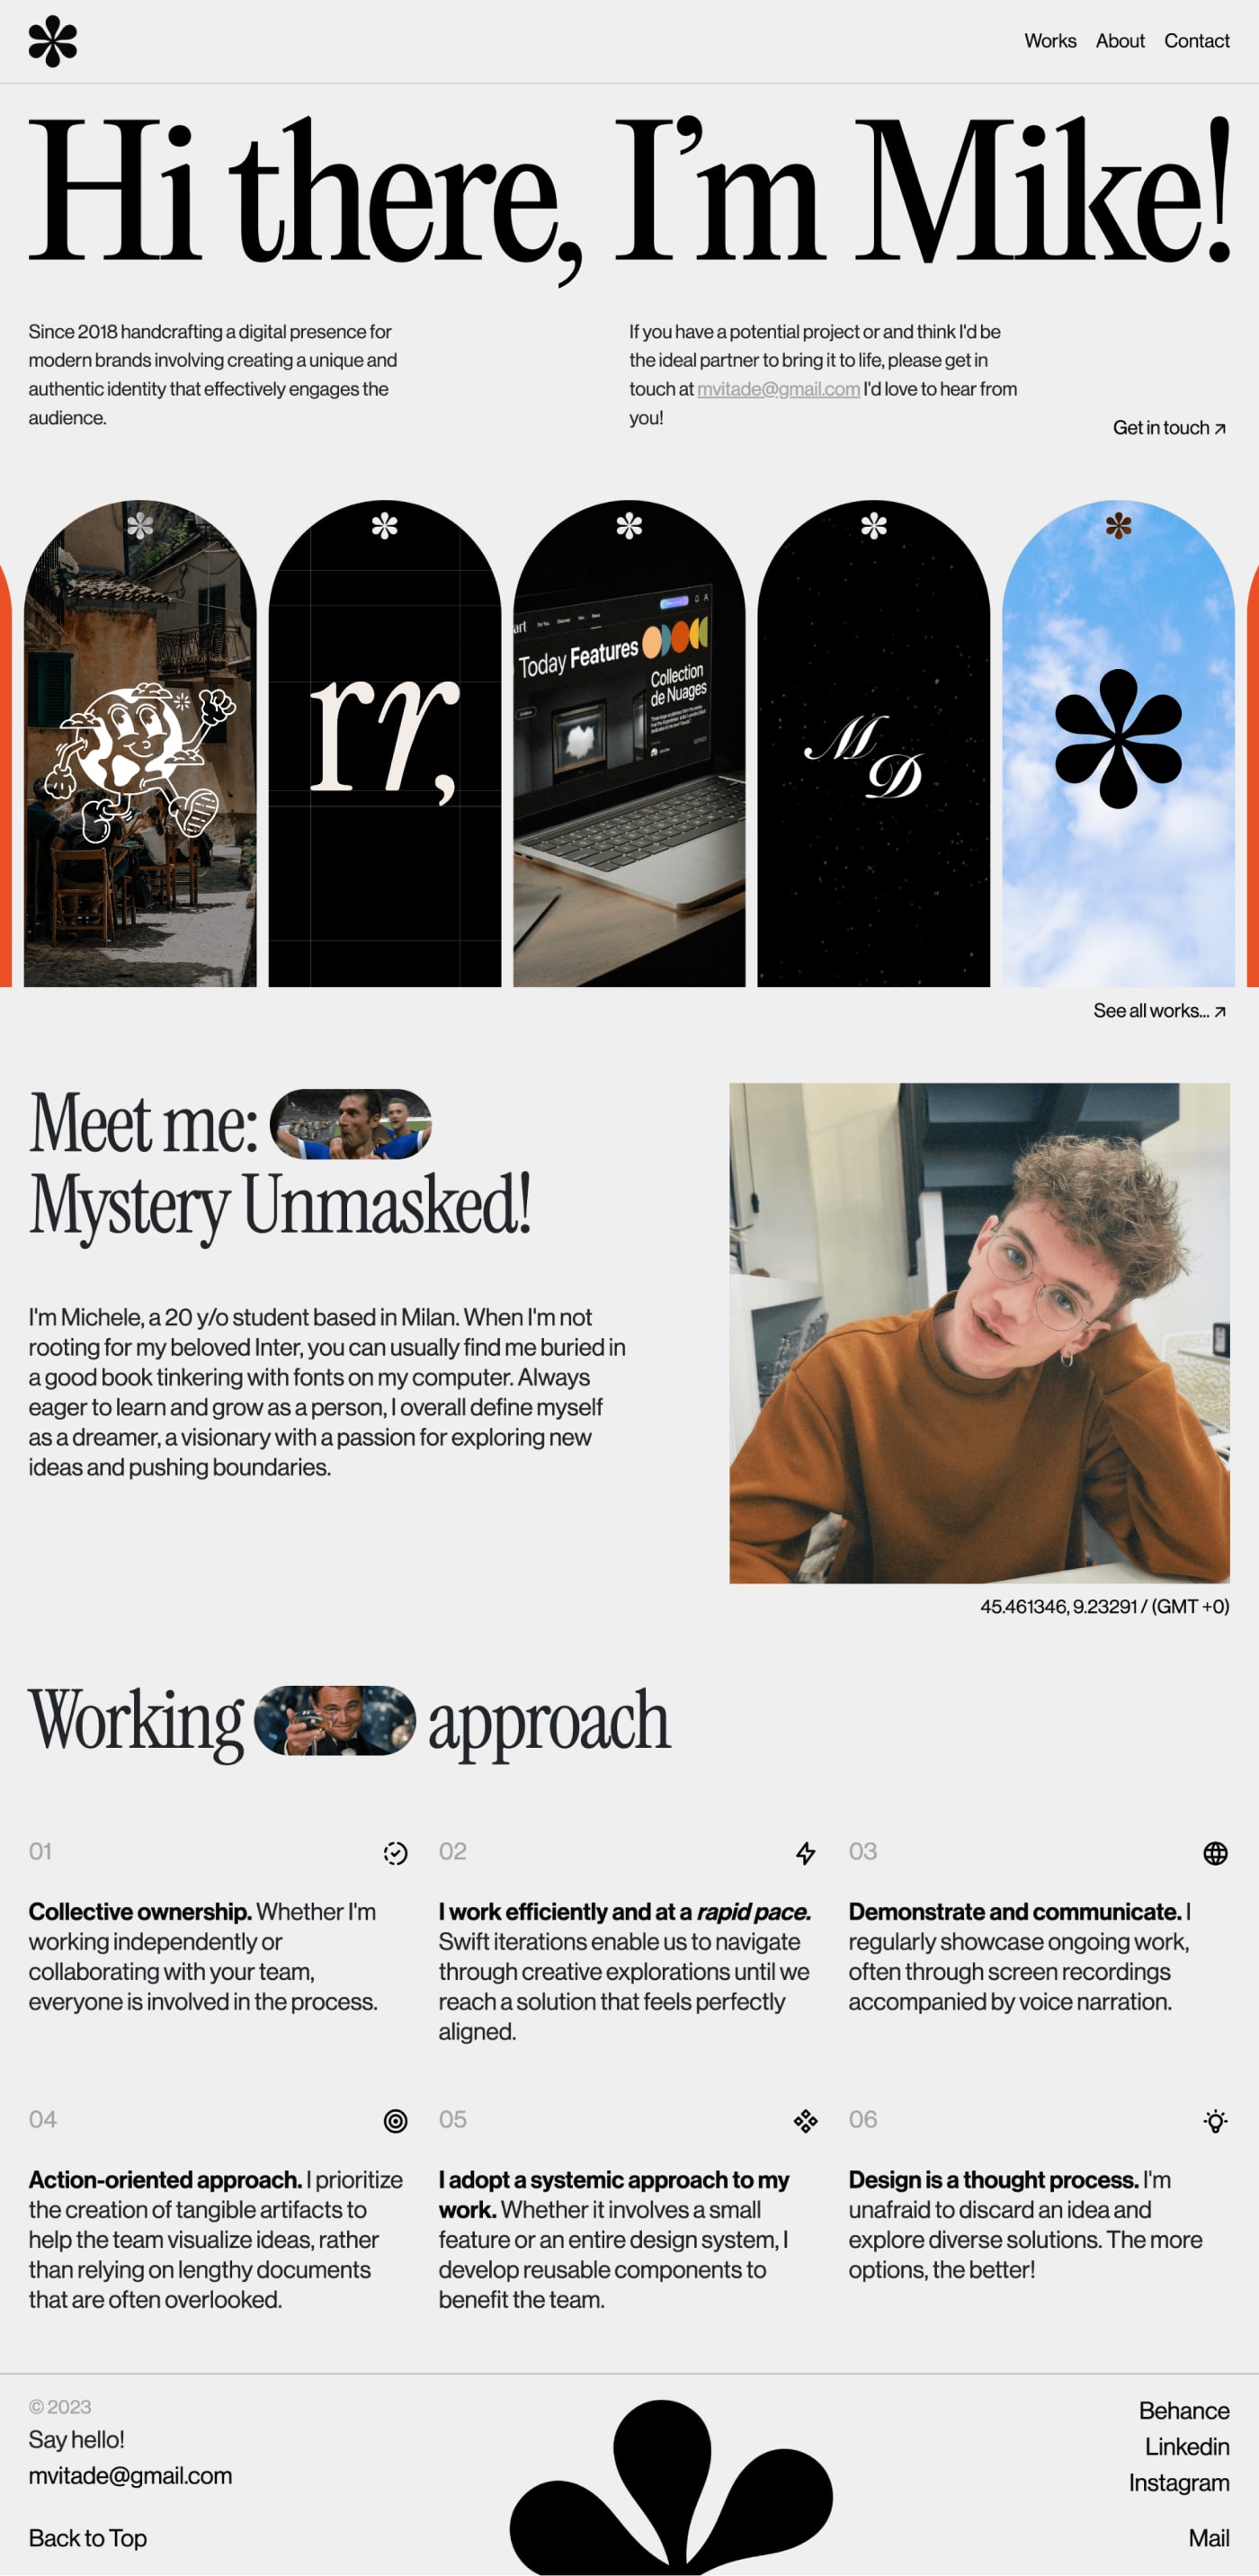 Works About Contact
Hi there, I’m Mike!
Since 2018 handcrafting a digital presence for
modern brands involving creating a unique and
authentic identity that effectively engages the
audience.
If you have a potential project or and think I'd be
the ideal partner to bring it to life, please get in
touch at mvitade@gmail.com I'd love to hear from
you!
Get in touch ↗
rr,
art For You Discover Hire News
Today Features
Collection
de Nuages
M
D
See all works... ↗
Meet me:
Mystery Unmasked!
I'm Michele, a 20 y/o student based in Milan. When I'm not
rooting for my beloved Inter, you can usually find me buried in
a good book tinkering with fonts on my computer. Always
eager to learn and grow as a person, I overall define myself
as a dreamer, a visionary with a passion for exploring new
ideas and pushing boundaries.
45.461346, 9.23291 / (GMT +0)
Working approach
01
Collective ownership. Whether I'm
working independently or
collaborating with your team,
everyone is involved in the process.
02
I work efficiently and at a rapid pace.
Swift iterations enable us to navigate
through creative explorations until we
reach a solution that feels perfectly
aligned.
03
Demonstrate and communicate. I
regularly showcase ongoing work,
often through screen recordings
accompanied by voice narration.
04
Action-oriented approach. I prioritize
the creation of tangible artifacts to
help the team visualize ideas, rather
than relying on lengthy documents
that are often overlooked.
05
I adopt a systemic approach to my
work. Whether it involves a small
feature or an entire design system, I
develop reusable components to
benefit the team.
06
Design is a thought process. I'm
unafraid to discard an idea and
explore diverse solutions. The more
options, the better!
© 2023
Say hello!
mvitade@gmail.com
Back to Top
Behance
Linkedin
Instagram
Mail